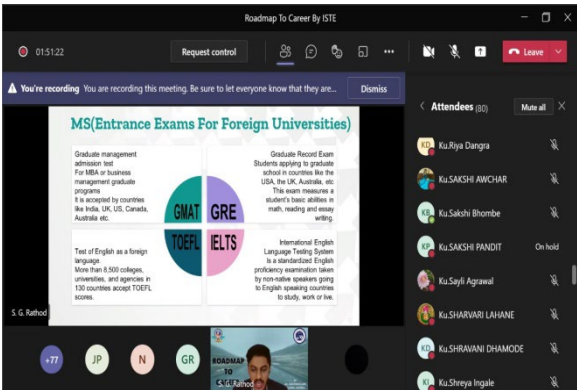 Roadmap To Career By ISTE
01:51:22
Request control
Leave
You're recording You are recording this meeting. Be sure to let everyone know that they are...
Dismiss
MS(Entrance Exams For Foreign Universities)
Graduate management
admission test
For MBA or business
management graduate
programs
It is accepted by countries
like India, UK, US, Canada,
Australia etc.
GMAT
GRE
Graduate Record Exam
Students applying to graduate
school in countries like the
USA, the UK, Australia, etc
This exam measures a
student's basic abilities in
math, reading and essay
writing.
Test of English as a foreign
language.
More than 8,500 colleges,
universities, and agencies in
130 countries accept TOEFL
scores.
TOEFL
IELTS
International English
Language Testing System
Is a standardized English
proficiency examination taken
by non-native speakers going
to English speaking countries
to study, work or live.
S. G. Rathod
+77
JP
N
GR
ROADMAP
TO
Rathod
Attendees (80)
Mute all
KD
Ku.Riya Dangra
Ku.SAKSHI AWCHAR
KB
Ku.Sakshi Bhombe
KP
Ku.SAKSHI PANDIT
On hold
Ku.Sayli Agrawal
Ku.SHARVARI LAHANE
KD
Ku.SHRAVANI DHAMODE
KI
Ku.Shreya Ingale